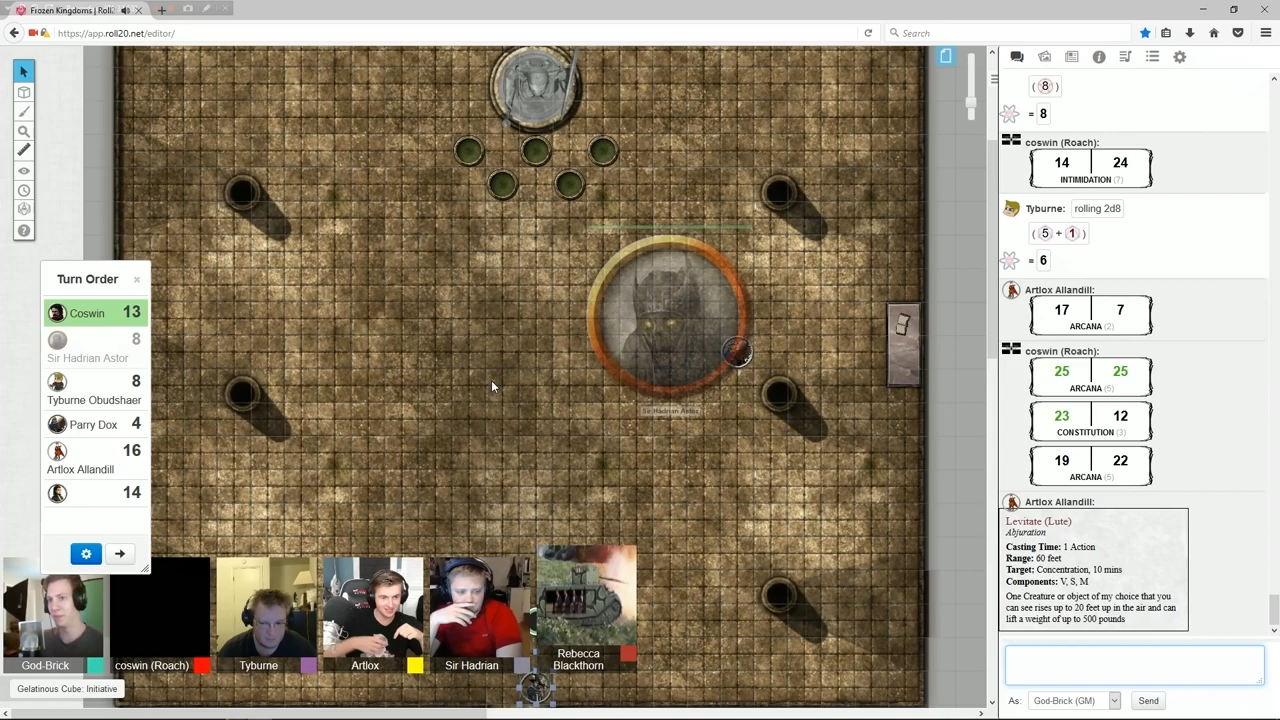 Frozen Kingdoms | Roll20
https://app.roll20.net/editor/
Search
Turn Order
×
Coswin 13
8
Sir Hadrian Astor
8
Tyburne Obudshaer
Parry Dox 4
16
Artlox Allandill
14
Sir Hadrian Astor
God-Brick
coswin (Roach)
Tyburne
Artlox
Sir Hadrian
Rebecca
Blackthorn
Gelatinous Cube: Initiative
( 8 )
= 8
coswin (Roach):
14 24
INTIMIDATION (7)
Tyburne: rolling 2d8
( 5 + 1 )
= 6
Artlox Allandill:
17 7
ARCANA (2)
coswin (Roach):
25 25
ARCANA (5)
23 12
CONSTITUTION (3)
19 22
ARCANA (5)
Artlox Allandill:
Levitate (Lute)
Abjuration
Casting Time: 1 Action
Range: 60 feet
Target: Concentration, 10 mins
Components: V, S, M
One Creature or object of my choice that you
can see rises up to 20 feet up in the air and can
lift a weight of up to 500 pounds
As: God-Brick (GM) Send